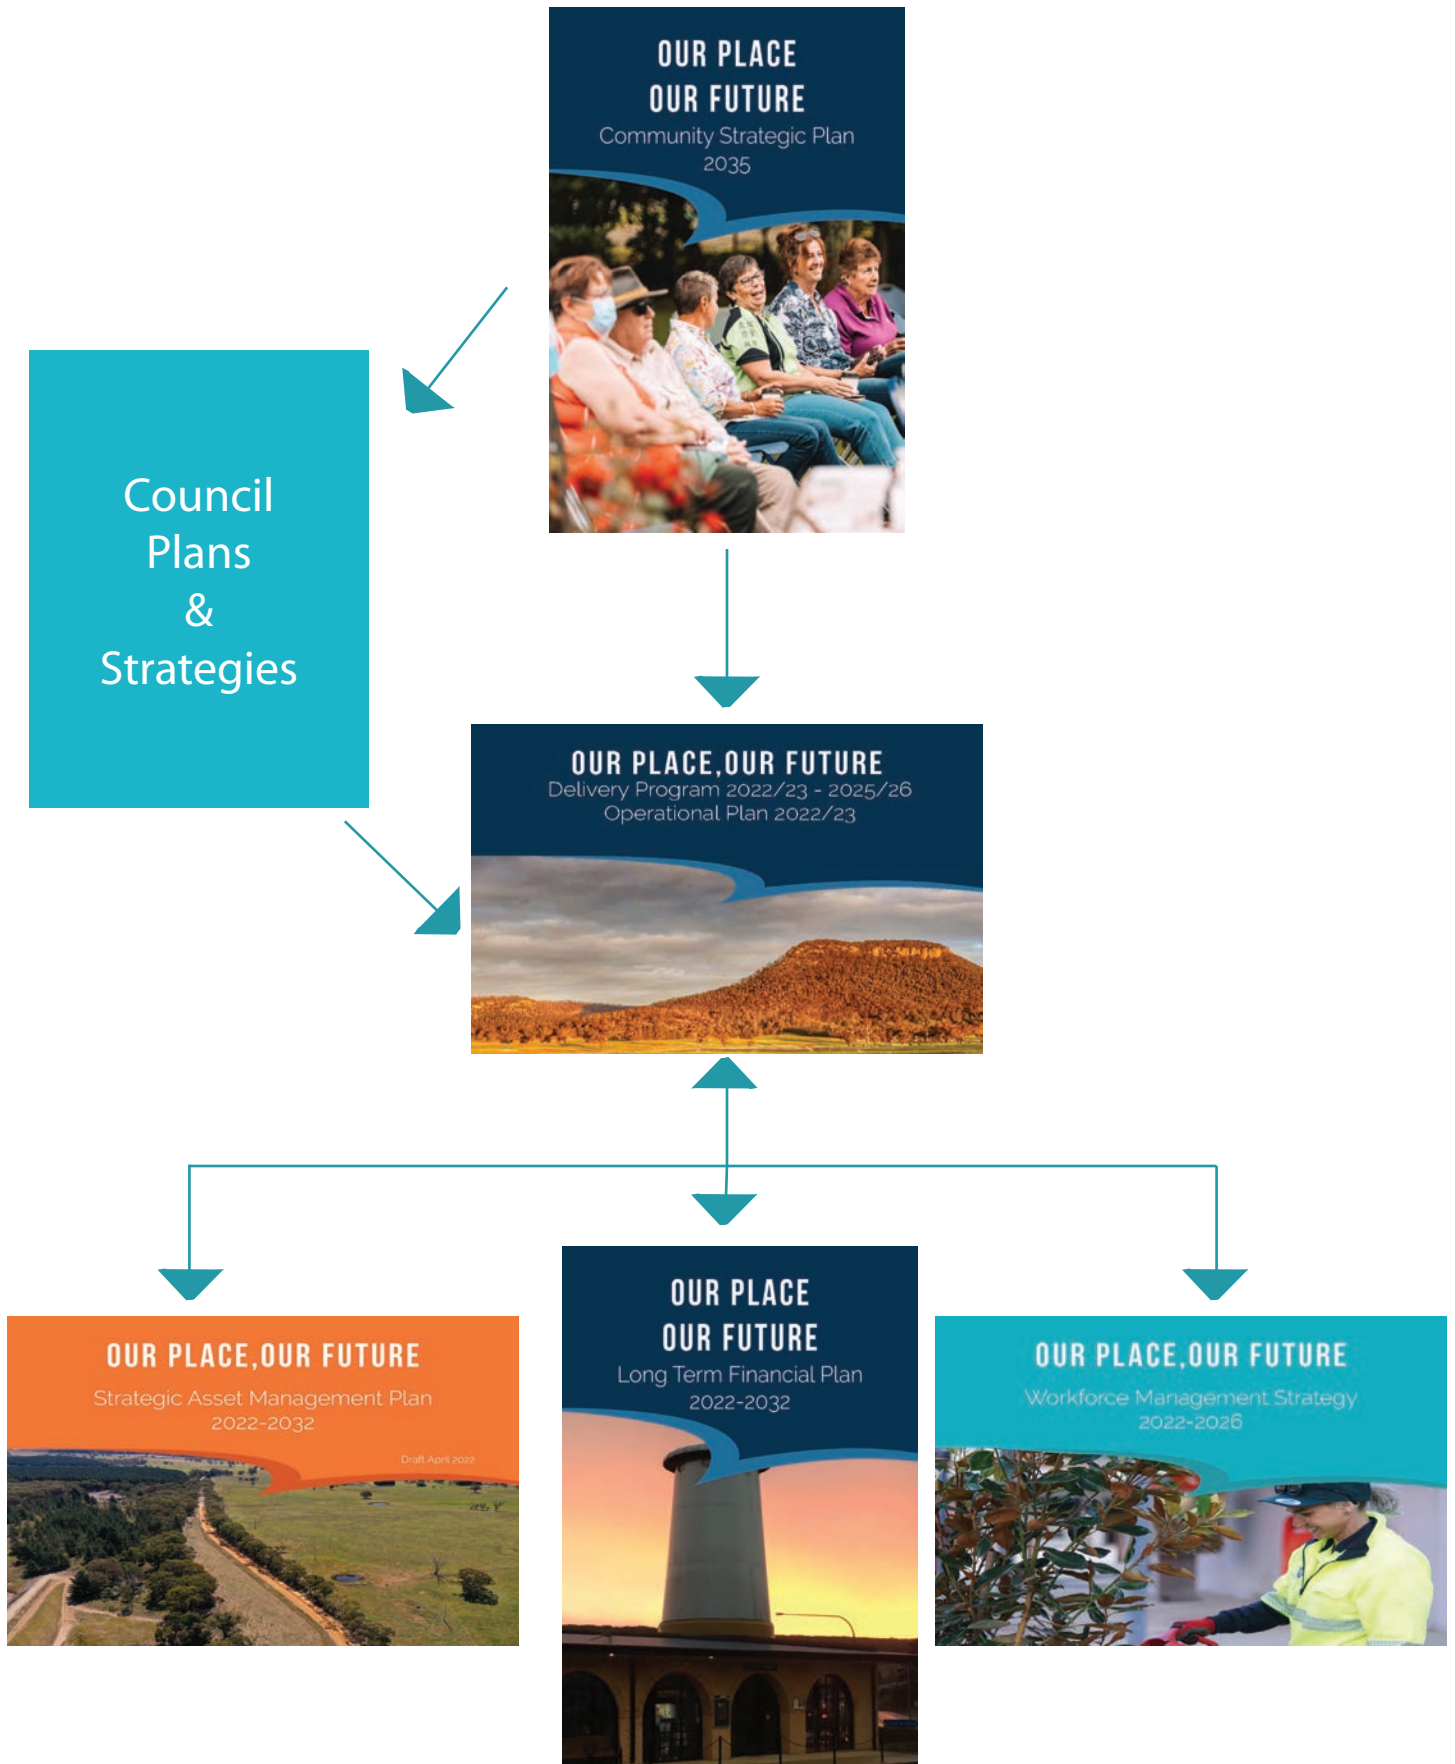 OUR PLACE
OUR FUTURE
Community Strategic Plan
2035
Council
Plans
&
Strategies
OUR PLACE,OUR FUTURE
Delivery Program 2022/23 - 2025/26
Operational Plan 2022/23
OUR PLACE,OUR FUTURE
Strategic Asset Management Plan
2022-2032
Draft April 2022
OUR PLACE
OUR FUTURE
Long Term Financial Plan
2022-2032
OUR PLACE,OUR FUTURE
Workforce Management Strategy
2022-2026